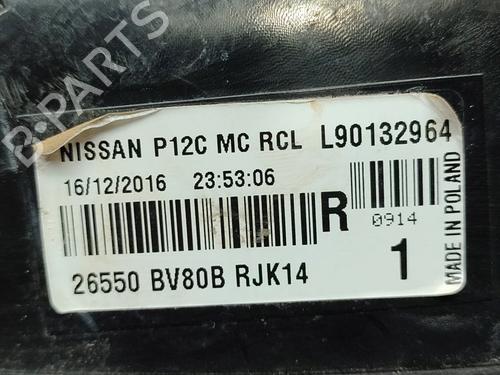 B-PARTS
NISSAN P12C MC RCL L90132964
16/12/2016 23:53:06
R
0914
26550 BV80B RJK14
1
MADE IN POLAND